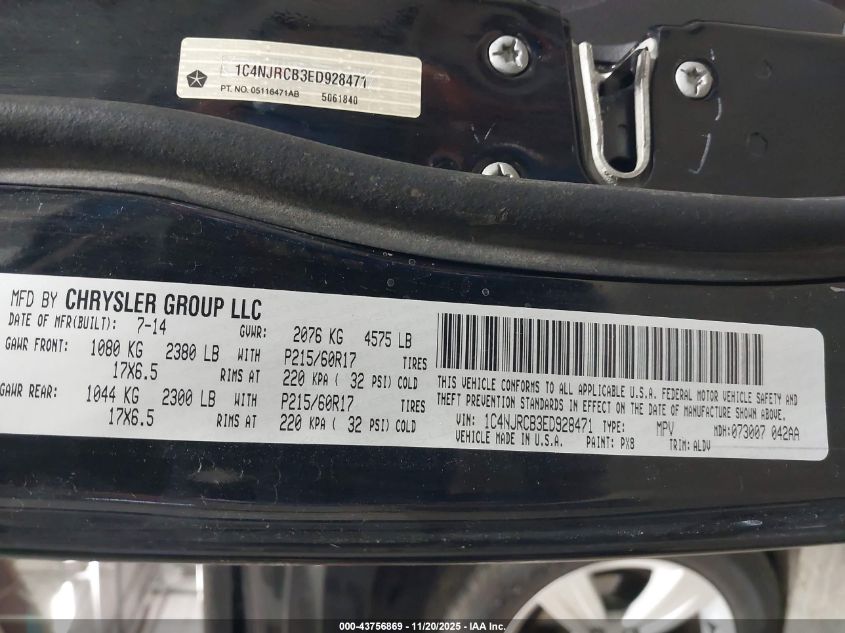 1C4NJRCB3ED928471
PT. NO. 05116471AB 5061840
MFD BY CHRYSLER GROUP LLC
DATE OF MFR(BUILT): 7-14 GVWR: 2076 KG 4575 LB
GAWR FRONT: 1080 KG 2380 LB WITH P215/60R17 TIRES
17X6.5 RIMS AT 220 KPA ( 32 PSI) COLD
GAWR REAR: 1044 KG 2300 LB WITH P215/60R17 TIRES
17X6.5 RIMS AT 220 KPA ( 32 PSI) COLD
THIS VEHICLE CONFORMS TO ALL APPLICABLE U.S.A. FEDERAL MOTOR VEHICLE SAFETY AND
THEFT PREVENTION STANDARDS IN EFFECT ON THE DATE OF MANUFACTURE SHOWN ABOVE.
VIN: 1C4NJRCB3ED928471 TYPE: MPV MDH:073007 042AA
VEHICLE MADE IN U.S.A. PAINT: PX8 TRIM: ALDV
000-43756869 — 11/20/2025 — IAA Inc.